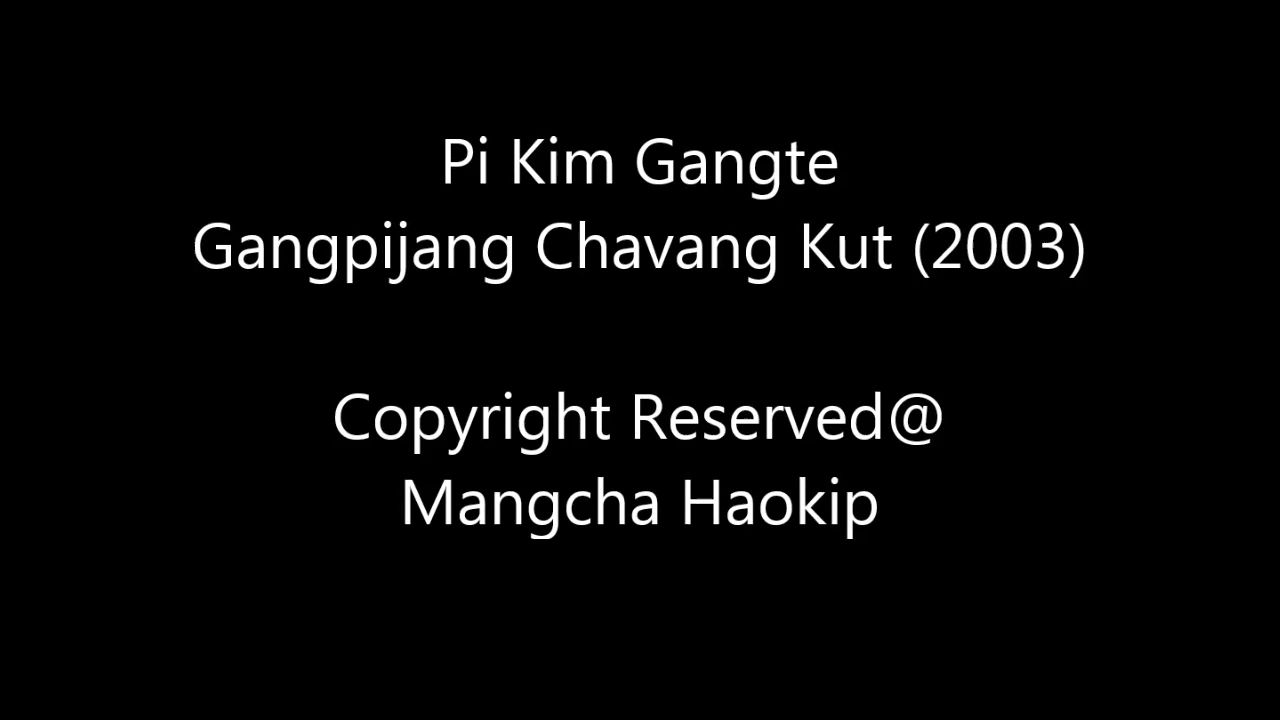 Pi Kim Gangte
Gangpijang Chavang Kut (2003)
Copyright Reserved@
Mangcha Haokip